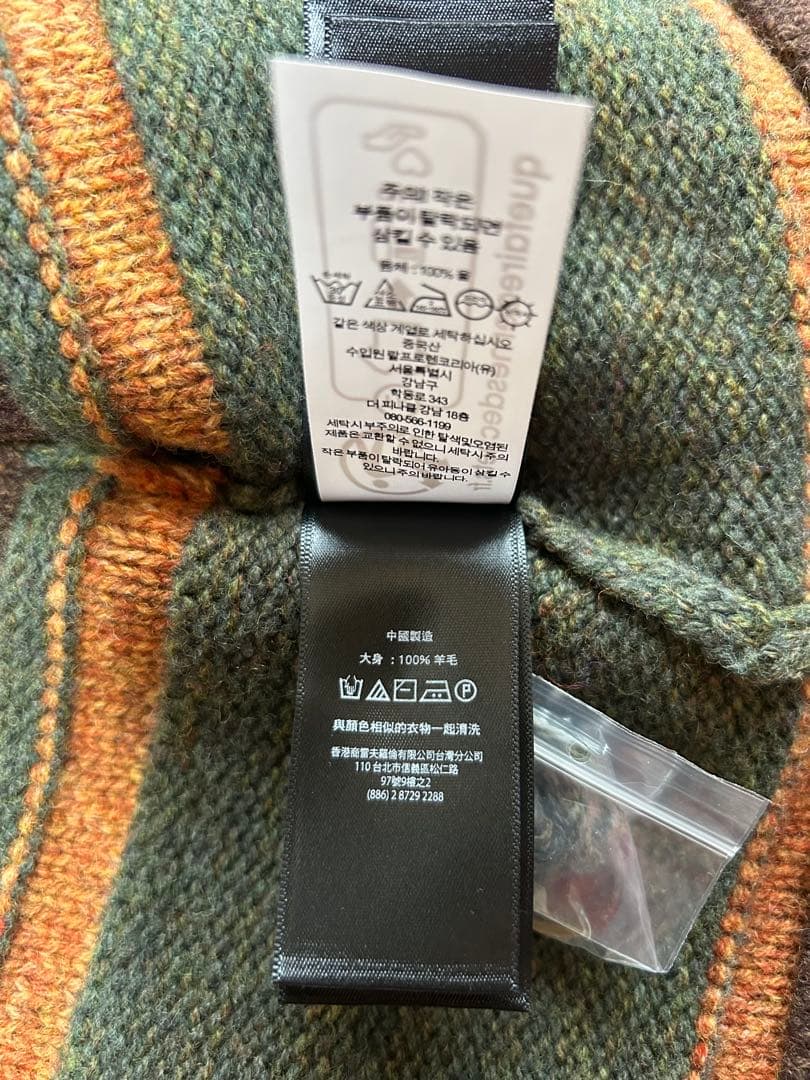 주의! 작은
부품이 탈락되면
삼킬 수 있음
몸체 : 100% 울
같은 색상 계열로 세탁하십시오
중국산
수입원 랄프로렌코리아(유)
서울특별시
강남구
학동로 343
더 피나클 강남 18층
080-566-1199
세탁시 부주의로 인한 탈색및오염된
제품은 교환할 수 없으니 세탁시 주의
바랍니다.
작은 부품이 탈락되어 유아동이 삼킬 수
있으니 주의 바랍니다.
中國製造
大身 : 100% 羊毛
P
與顏色相似的衣物一起清洗
香港商雷夫羅倫有限公司台灣分公司
110 台北市信義區松仁路
97號9樓之2
(886) 2 8729 2288